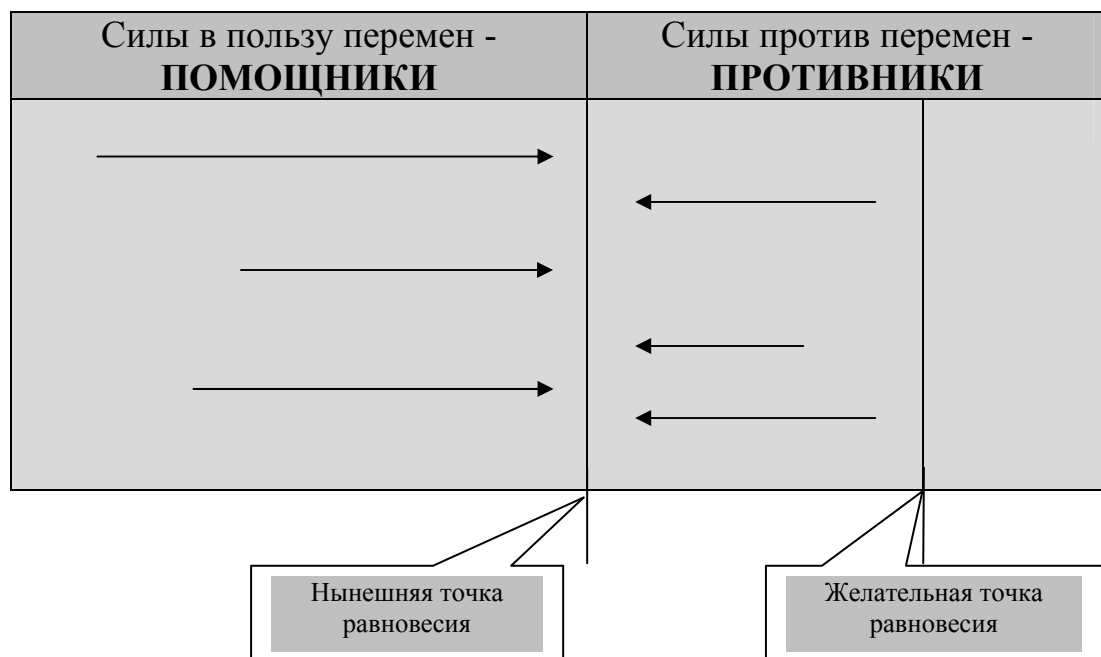 Силы в пользу перемен -
ПОМОЩНИКИ
Силы против перемен -
ПРОТИВНИКИ
Нынешняя точка
равновесия
Желательная точка
равновесия